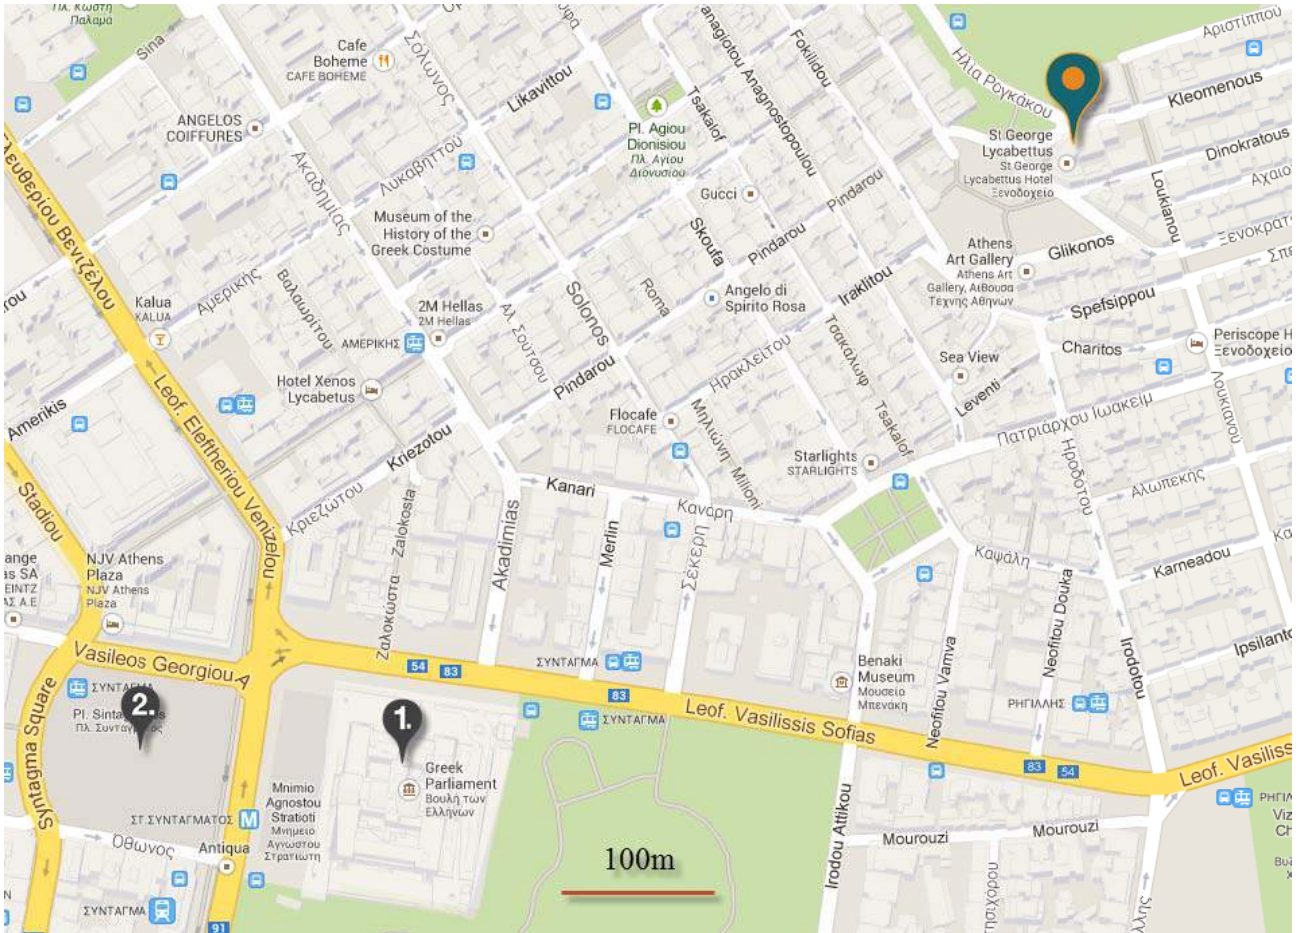 Πλ. Κωστή
Παλαμά
Sina
Cafe
Boheme
CAFE BOHEME
ANGELOS
COIFFURES
Ακαδημίας
Σόλωνος
Likavittou
Λυκαβηττού
Pl. Agiou
Dionisiou
Πλ. Αγίου
Διονυσίου
Tsakalof
Fokilidou
Gucci
Pindarou
Skoufa
Pindarou
Ηλία Ρογκάκου
Αριστίππου
Kleomenous
Dinokratous
St George
Lycabettus
St George
Lycabettus Hotel
Ξενοδοχείο
Loukianou
Glikonos
Athens
Art Gallery
Athens Art
Gallery, Αίθουσα
Τέχνης Αθηνών
Spefsippou
Charitos
Periscope H
Ξενοδοχείο
Museum of the
History of the
Greek Costume
Αμερικής
Βαλαωρίτου
Kalua
KALUA
2M Hellas
2M Hellas
ΑΜΕΡΙΚΗΣ
Αλ. Σούτσου
Solonos
Roma
Angelo di
Spirito Rosa
Iraklitou
Ηρακλείτου
Τσακάλωφ
Tsakalof
Sea View
Leventi
Πατριάρχου Ιωακείμ
Λουκιανού
Hotel Xenos
Lycabetus
Pindarou
Flocafe
FLOCAFE
Μηλιώνη
Milioni
Starlights
STARLIGHTS
Ηροδότου
Αλωπεκής
Amerikis
Leof. Eleftheriou Venizelou
Kriezotou
Κριεζώτου
Kanari
Κανάρη
Stadiou
Zalokosta
Ζαλοκώστα
Akadimias
Merlin
Σέκερη
Καψάλη
Karneadou
NJV Athens
Plaza
NJV Athens
Plaza
Neofitou Douka
Neofitou Vamva
Irodotou
Ipsilanto
Vasileos Georgiou A
54
83
ΣΥΝΤΑΓΜΑ
83
ΣΥΝΤΑΓΜΑ
Leof. Vasilissis Sofias
Benaki
Museum
Μουσείο
Μπενάκη
ΡΗΓΙΛΛΗΣ
83
54
Leof. Vasiliss
2.
1.
Syntagma Square
Greek
Parliament
Βουλή των
Ελλήνων
Mnimio
Agnostou
Stratioti
Μνημείο
Αγνώστου
Στρατιώτη
ΣΤ.ΣΥΝΤΑΓΜΑΤΟΣ
M
Όθωνος
Antiqua
ΣΥΝΤΑΓΜΑ
91
100m
Irodou Attikou
Mourouzi
Mourouzi